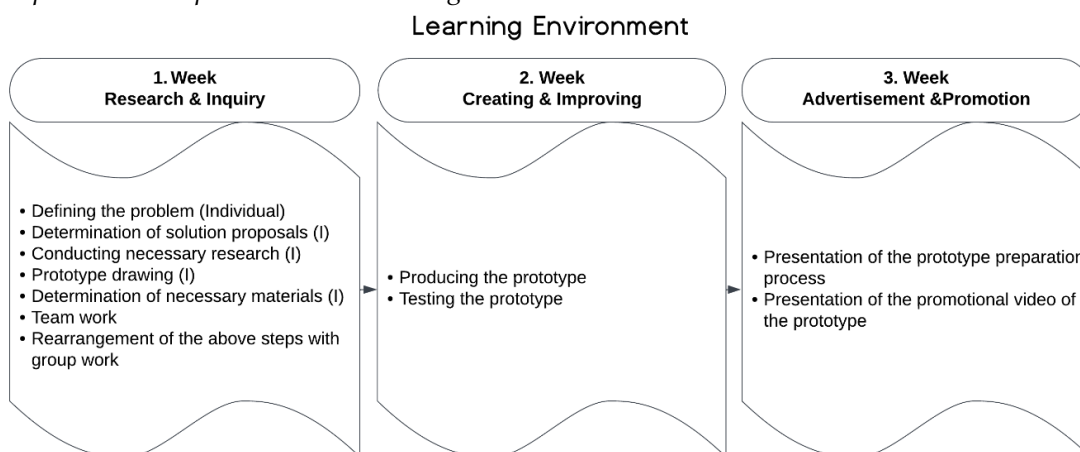 Learning Environment
1. Week
Research & Inquiry
• Defining the problem (Individual)
• Determination of solution proposals (I)
• Conducting necessary research (I)
• Prototype drawing (I)
• Determination of necessary materials (I)
• Team work
• Rearrangement of the above steps with
group work
2. Week
Creating & Improving
• Producing the prototype
• Testing the prototype
3. Week
Advertisement &Promotion
• Presentation of the prototype preparation
process
• Presentation of the promotional video of
the prototype